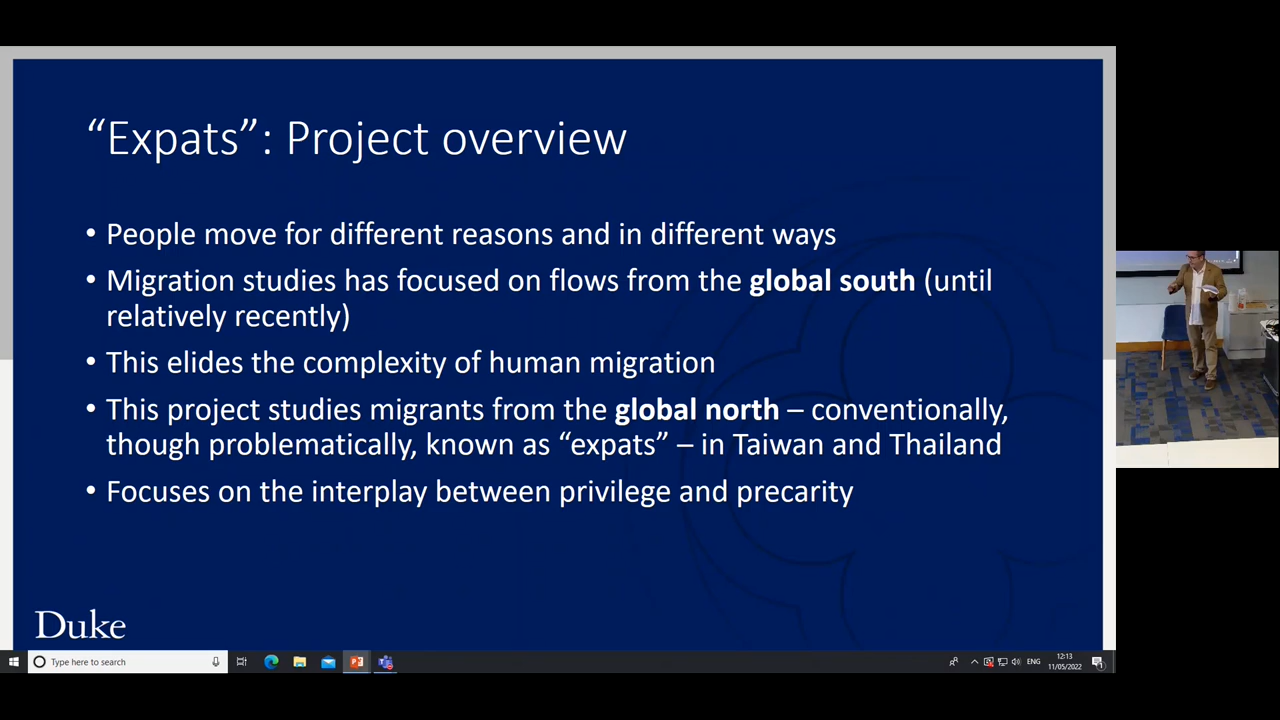 “Expats”: Project overview
• People move for different reasons and in different ways
• Migration studies has focused on flows from the global south (until
relatively recently)
• This elides the complexity of human migration
• This project studies migrants from the global north – conventionally,
though problematically, known as “expats” – in Taiwan and Thailand
• Focuses on the interplay between privilege and precarity
Duke
Type here to search
ENG
12:13
11/05/2022